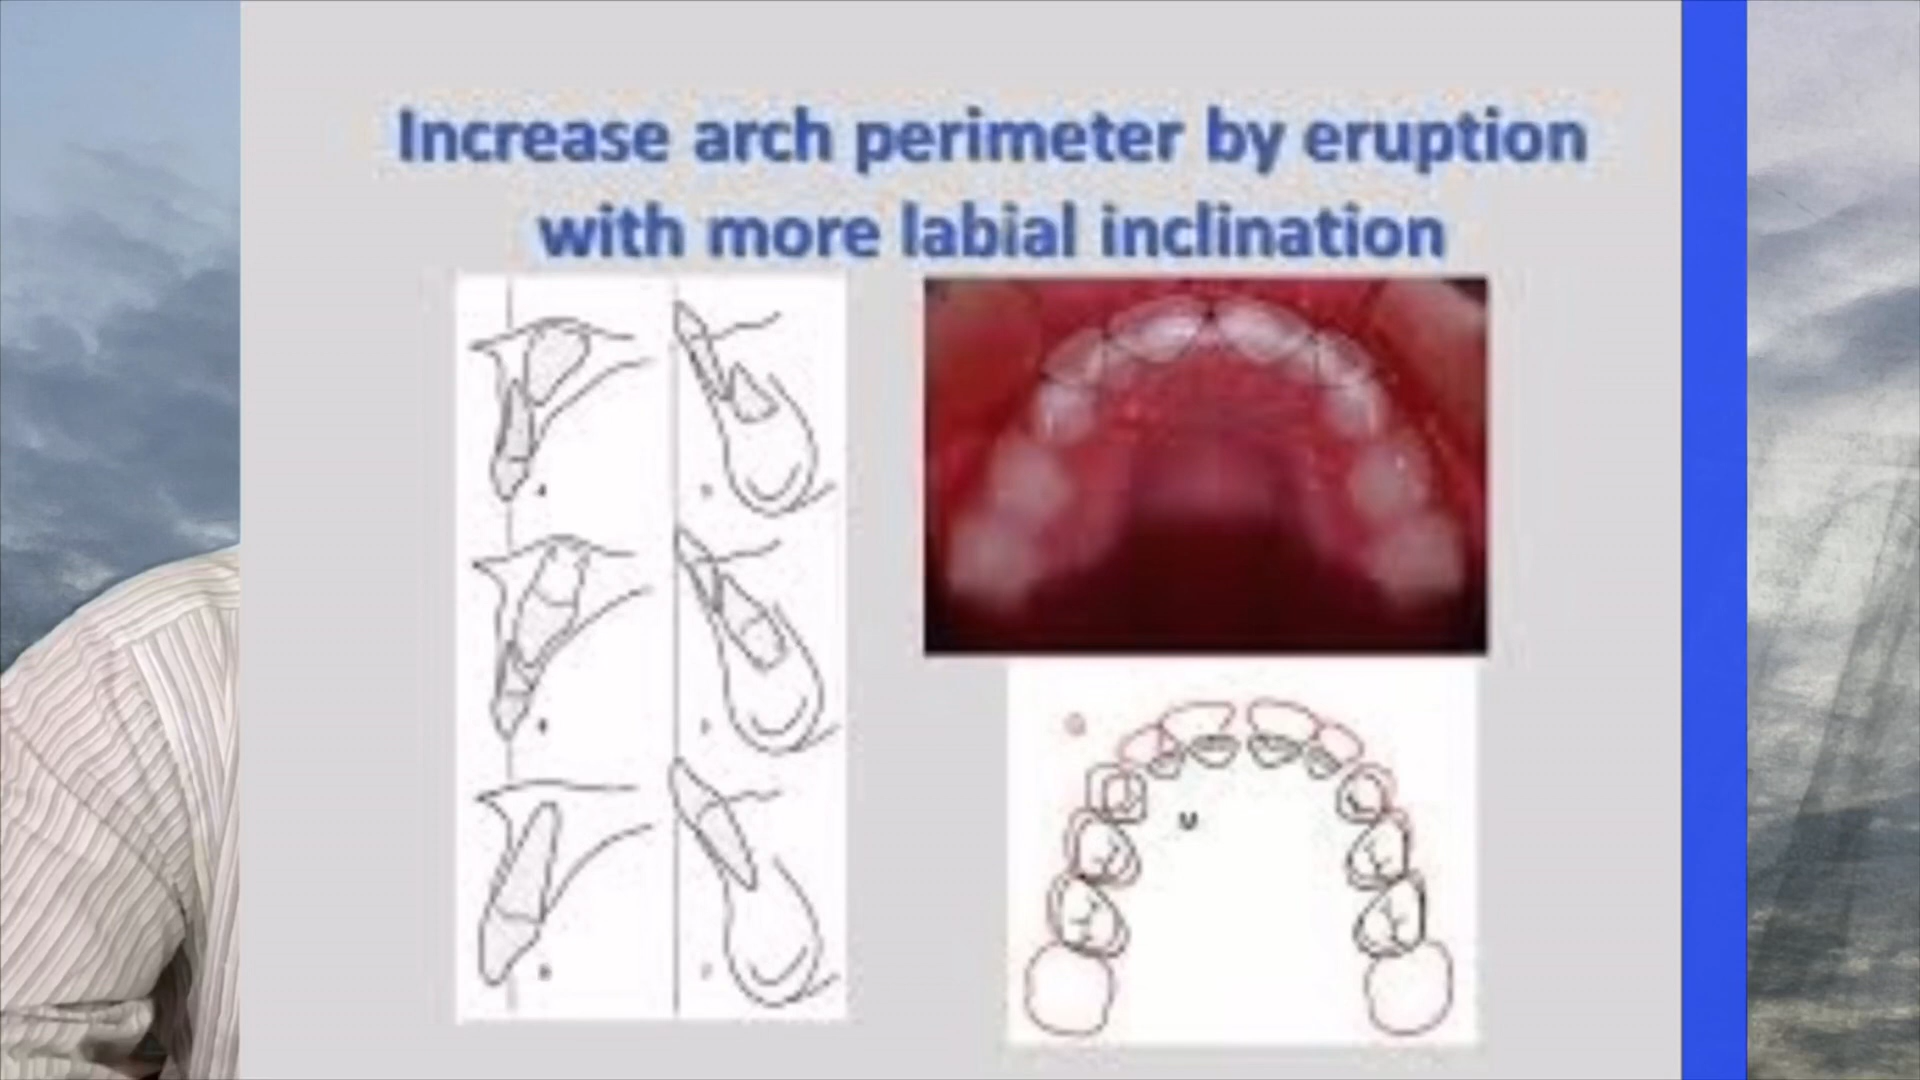 Increase arch perimeter by eruption
with more labial inclination
M